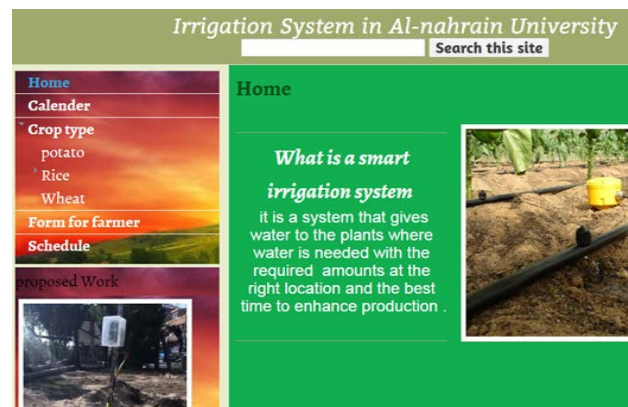 Irrigation System in Al-nahrain University
Search this site
Home
Calender
Crop type
potato
Rice
Wheat
Form for farmer
Schedule
proposed Work
Home
What is a smart
irrigation system
it is a system that gives
water to the plants where
water is needed with the
required amounts at the
right location and the best
time to enhance production .